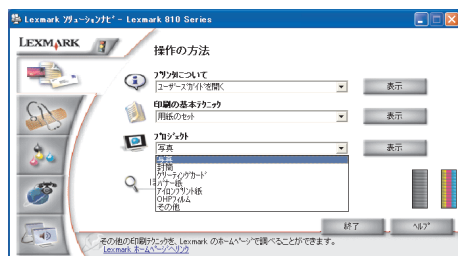 Lexmark ｿﾘｭｰｼｮﾝﾅﾋﾞ - Lexmark 810 Series
LEXMARK
操作の方法
ﾌﾟﾘﾝﾀについて
ﾕｰｻﾞｰｽﾞｶﾞｲﾄﾞを開く
表示
印刷の基本ﾃｸﾆｯｸ
用紙のｾｯﾄ
表示
ﾌﾟﾛｼﾞｪｸﾄ
写真
表示
写真
封筒
ｸﾞﾘｰﾃｨﾝｸﾞｶｰﾄﾞ
ﾊﾞﾅｰ紙
ｱｲﾛﾝﾌﾟﾘﾝﾄ紙
OHPﾌｨﾙﾑ
その他
終了
ﾍﾙﾌﾟ
その他の印刷ﾃｸﾆｯｸを、Lexmark のﾎｰﾑﾍﾟｰｼﾞで調べることができます。
Lexmark ﾎｰﾑﾍﾟｰｼﾞへﾘﾝｸ